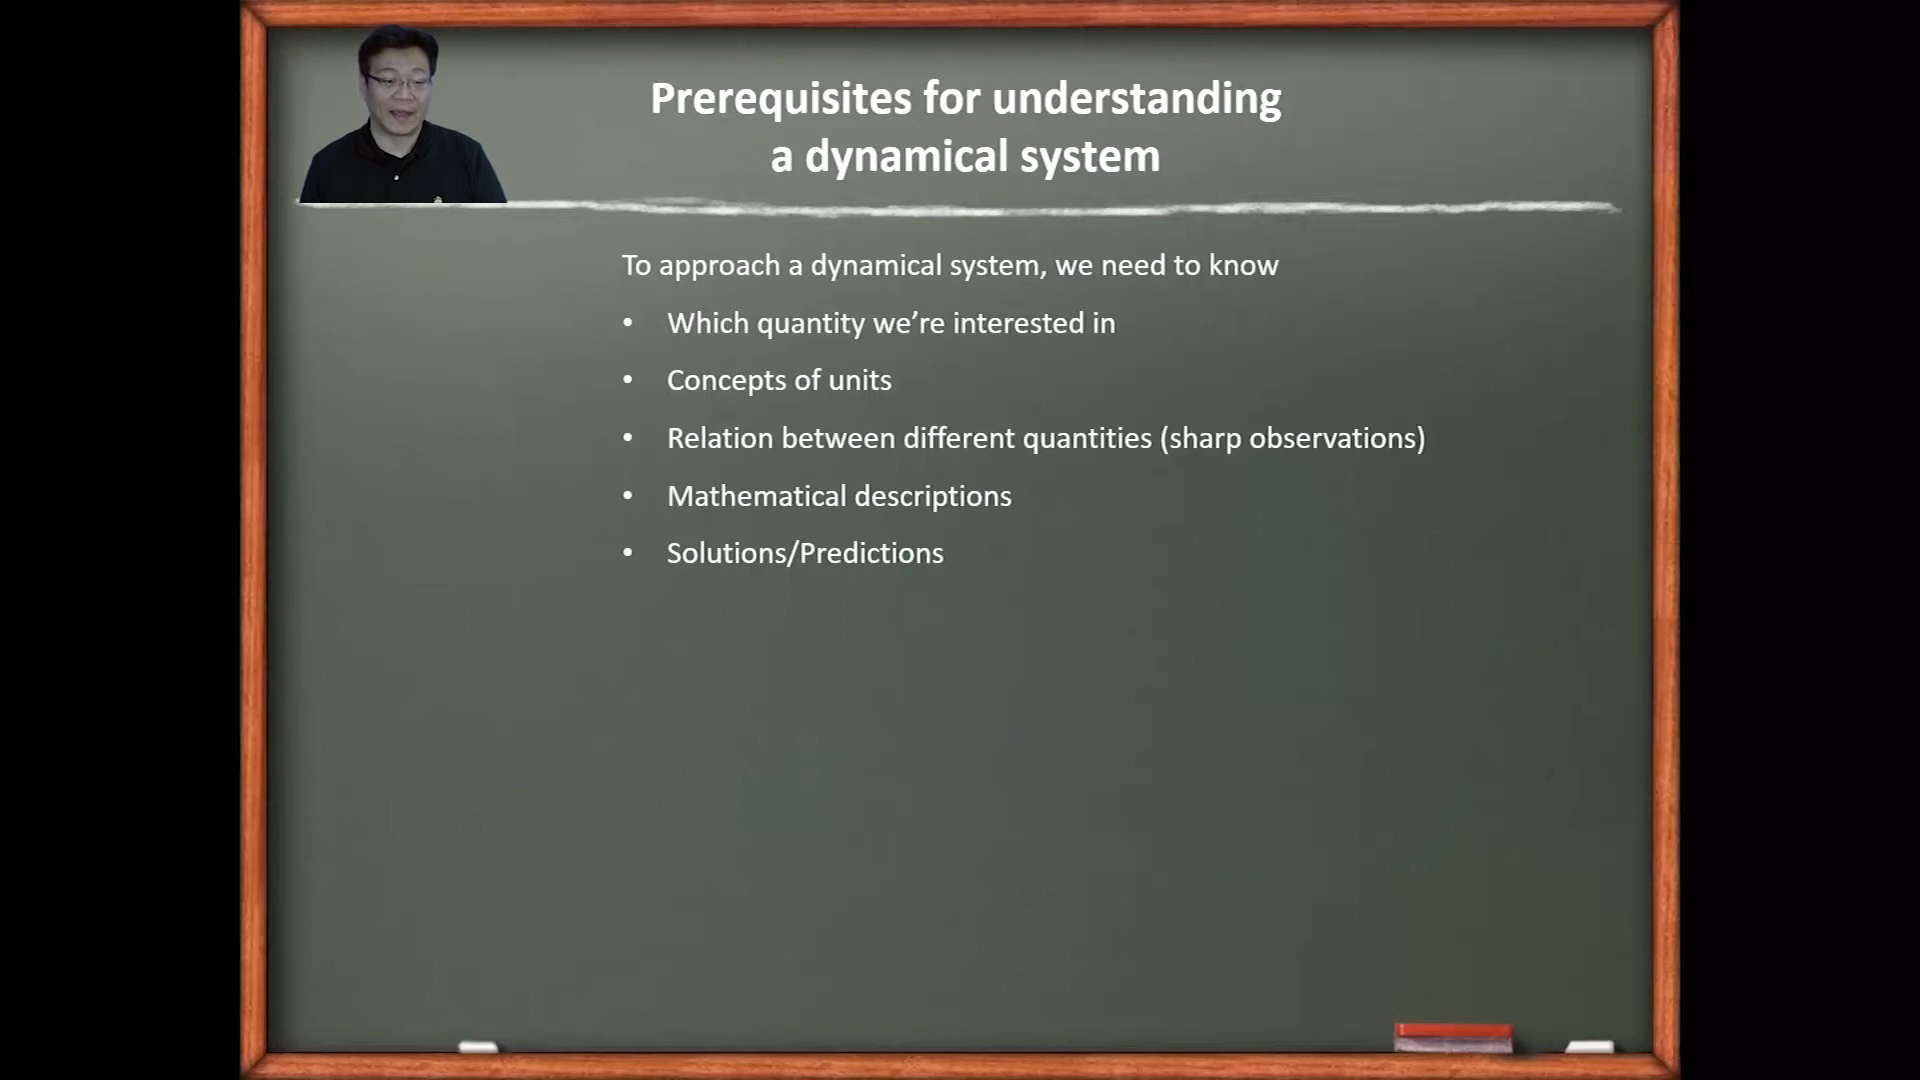 Prerequisites for understanding
a dynamical system
To approach a dynamical system, we need to know
• Which quantity we’re interested in
• Concepts of units
• Relation between different quantities (sharp observations)
• Mathematical descriptions
• Solutions/Predictions